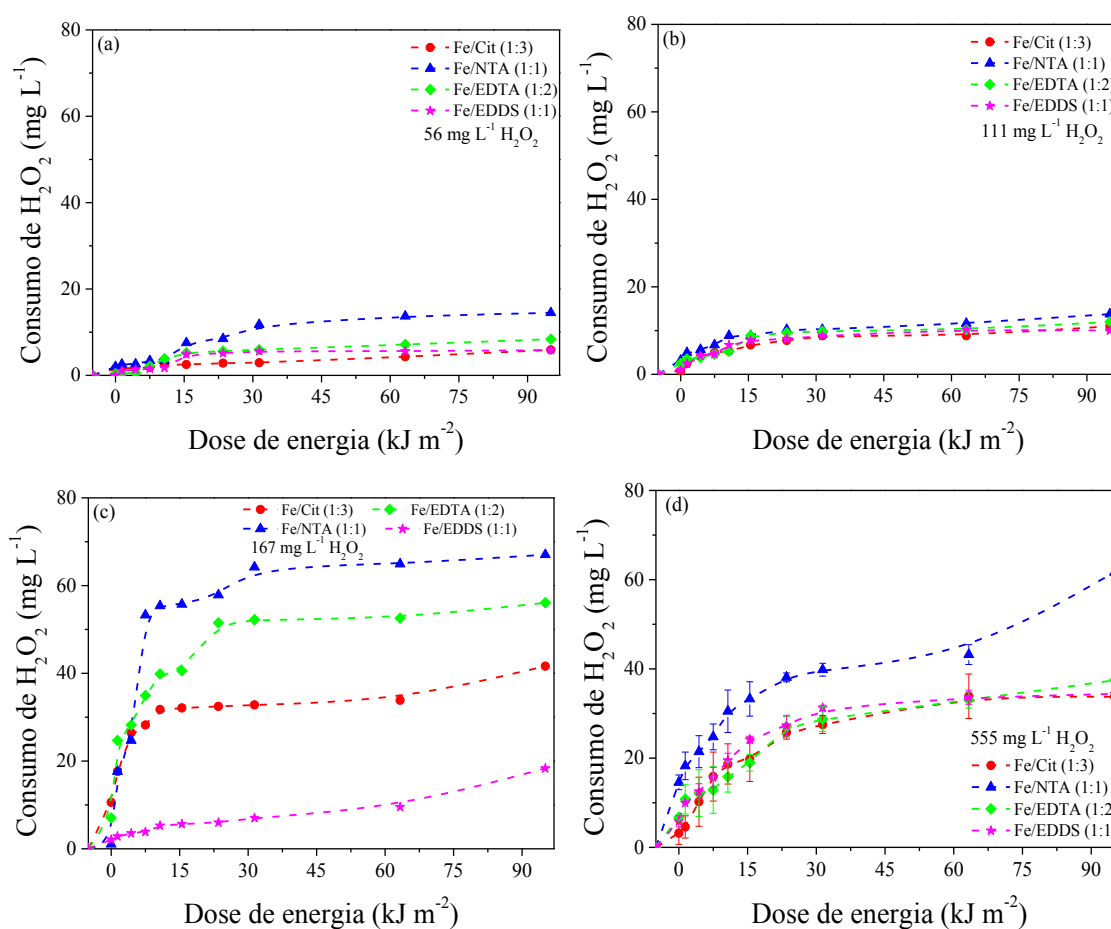 (a)
Fe/Cit (1:3)
Fe/NTA (1:1)
Fe/EDTA (1:2)
Fe/EDDS (1:1)
56 mg L⁻¹ H₂O₂
Consumo de H₂O₂ (mg L⁻¹)
80
60
40
20
0
0 15 30 45 60 75 90
Dose de energia (kJ m⁻²)
(b)
Fe/Cit (1:3)
Fe/NTA (1:1)
Fe/EDTA (1:2)
Fe/EDDS (1:1)
111 mg L⁻¹ H₂O₂
Consumo de H₂O₂ (mg L⁻¹)
80
60
40
20
0
0 15 30 45 60 75 90
Dose de energia (kJ m⁻²)
(c)
Fe/Cit (1:3) Fe/EDTA (1:2)
Fe/NTA (1:1) Fe/EDDS (1:1)
167 mg L⁻¹ H₂O₂
Consumo de H₂O₂ (mg L⁻¹)
80
60
40
20
0
0 15 30 45 60 75 90
Dose de energia (kJ m⁻²)
(d)
555 mg L⁻¹ H₂O₂
Fe/Cit (1:3)
Fe/NTA (1:1)
Fe/EDTA (1:2)
Fe/EDDS (1:1
Consumo de H₂O₂ (mg L⁻¹)
80
60
40
20
0
0 15 30 45 60 75 90
Dose de energia (kJ m⁻²)